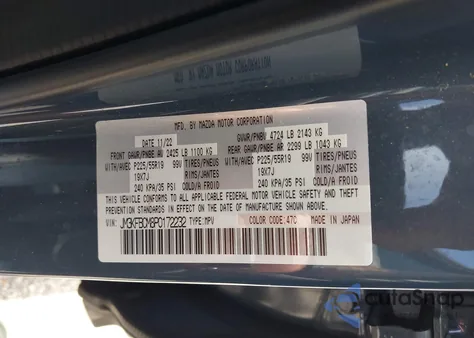 MFD. BY MAZDA MOTOR CORPORATION
DATE 11/22 GVWR/PNBV 4724 LB 2143 KG
FRONT GAWR/PNBE AV 2425 LB 1100 KG REAR GAWR/PNBE AR 2299 LB 1043 KG
WITH/AVEC P225/55R19 99V TIRES/PNEUS WITH/AVEC P225/55R19 99V TIRES/PNEUS
19X7J RIMS/JANTES 19X7J RIMS/JANTES
240 KPA/35 PSI COLD/A FROID 240 KPA/35 PSI COLD/A FROID
THIS VEHICLE CONFORMS TO ALL APPLICABLE FEDERAL MOTOR VEHICLE SAFETY BUMPER
AND THEFT PREVENTION STANDARDS IN EFFECT ON THE DATE OF MANUFACTURE SHOWN
ABOVE.
VIN: JM3KFBCM8P0172232 TYPE:MPV COLOR CODE:47C MADE IN JAPAN
cutaSnap